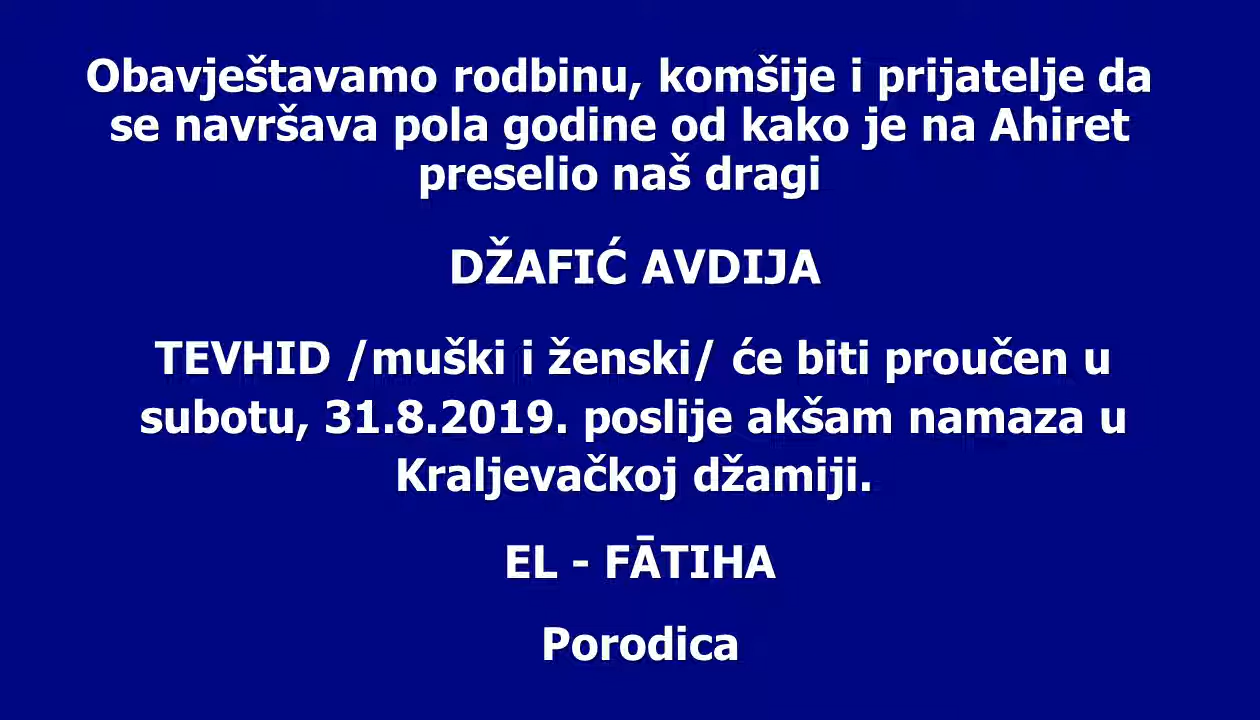 Obavještavamo rodbinu, komšije i prijatelje da
se navršava pola godine od kako je na Ahiret
preselio naš dragi
DŽAFIĆ AVDIJA
TEVHID /muški i ženski/ će biti proučen u
subotu, 31.8.2019. poslije akšam namaza u
Kraljevačkoj džamiji.
EL - FĀTIHA
Porodica